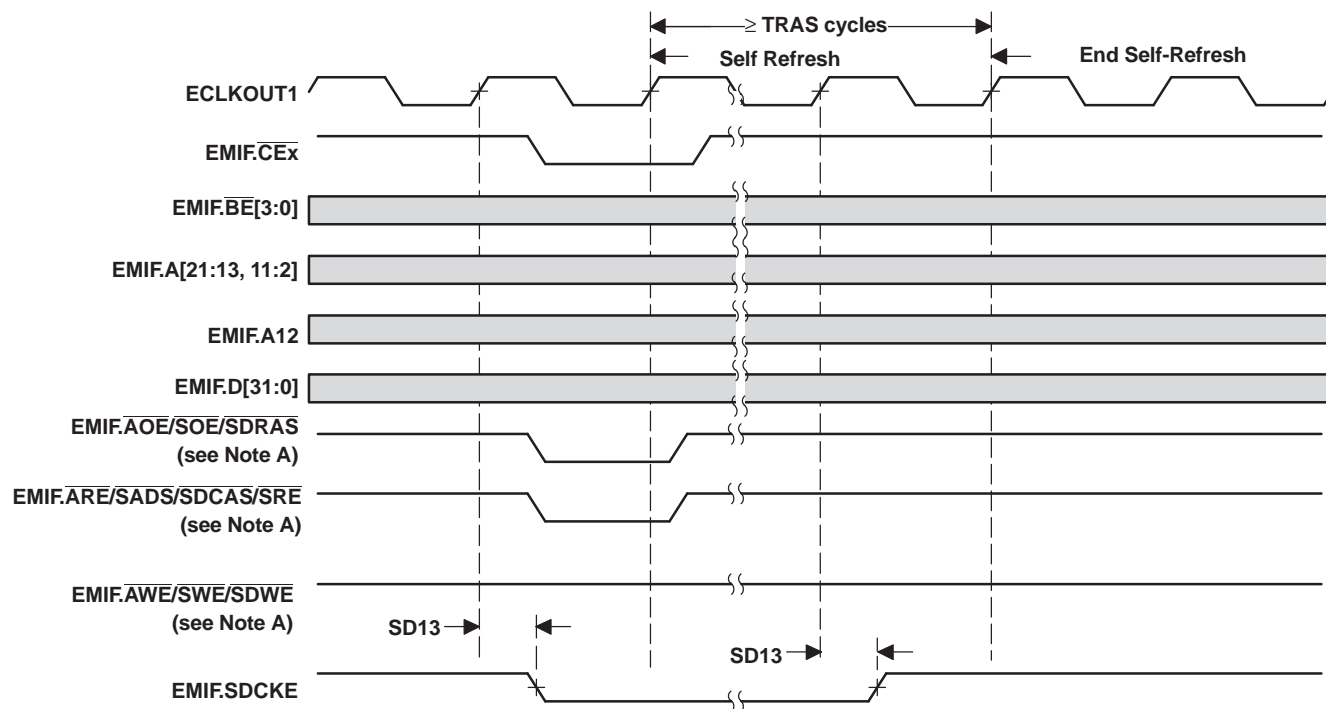 ≥ TRAS cycles
Self Refresh
End Self-Refresh
ECLKOUT1
EMIF.CEx
EMIF.BE[3:0]
EMIF.A[21:13, 11:2]
EMIF.A12
EMIF.D[31:0]
EMIF.AOE/SOE/SDRAS
(see Note A)
EMIF.ARE/SADS/SDCAS/SRE
(see Note A)
EMIF.AWE/SWE/SDWE
(see Note A)
SD13
SD13
EMIF.SDCKE